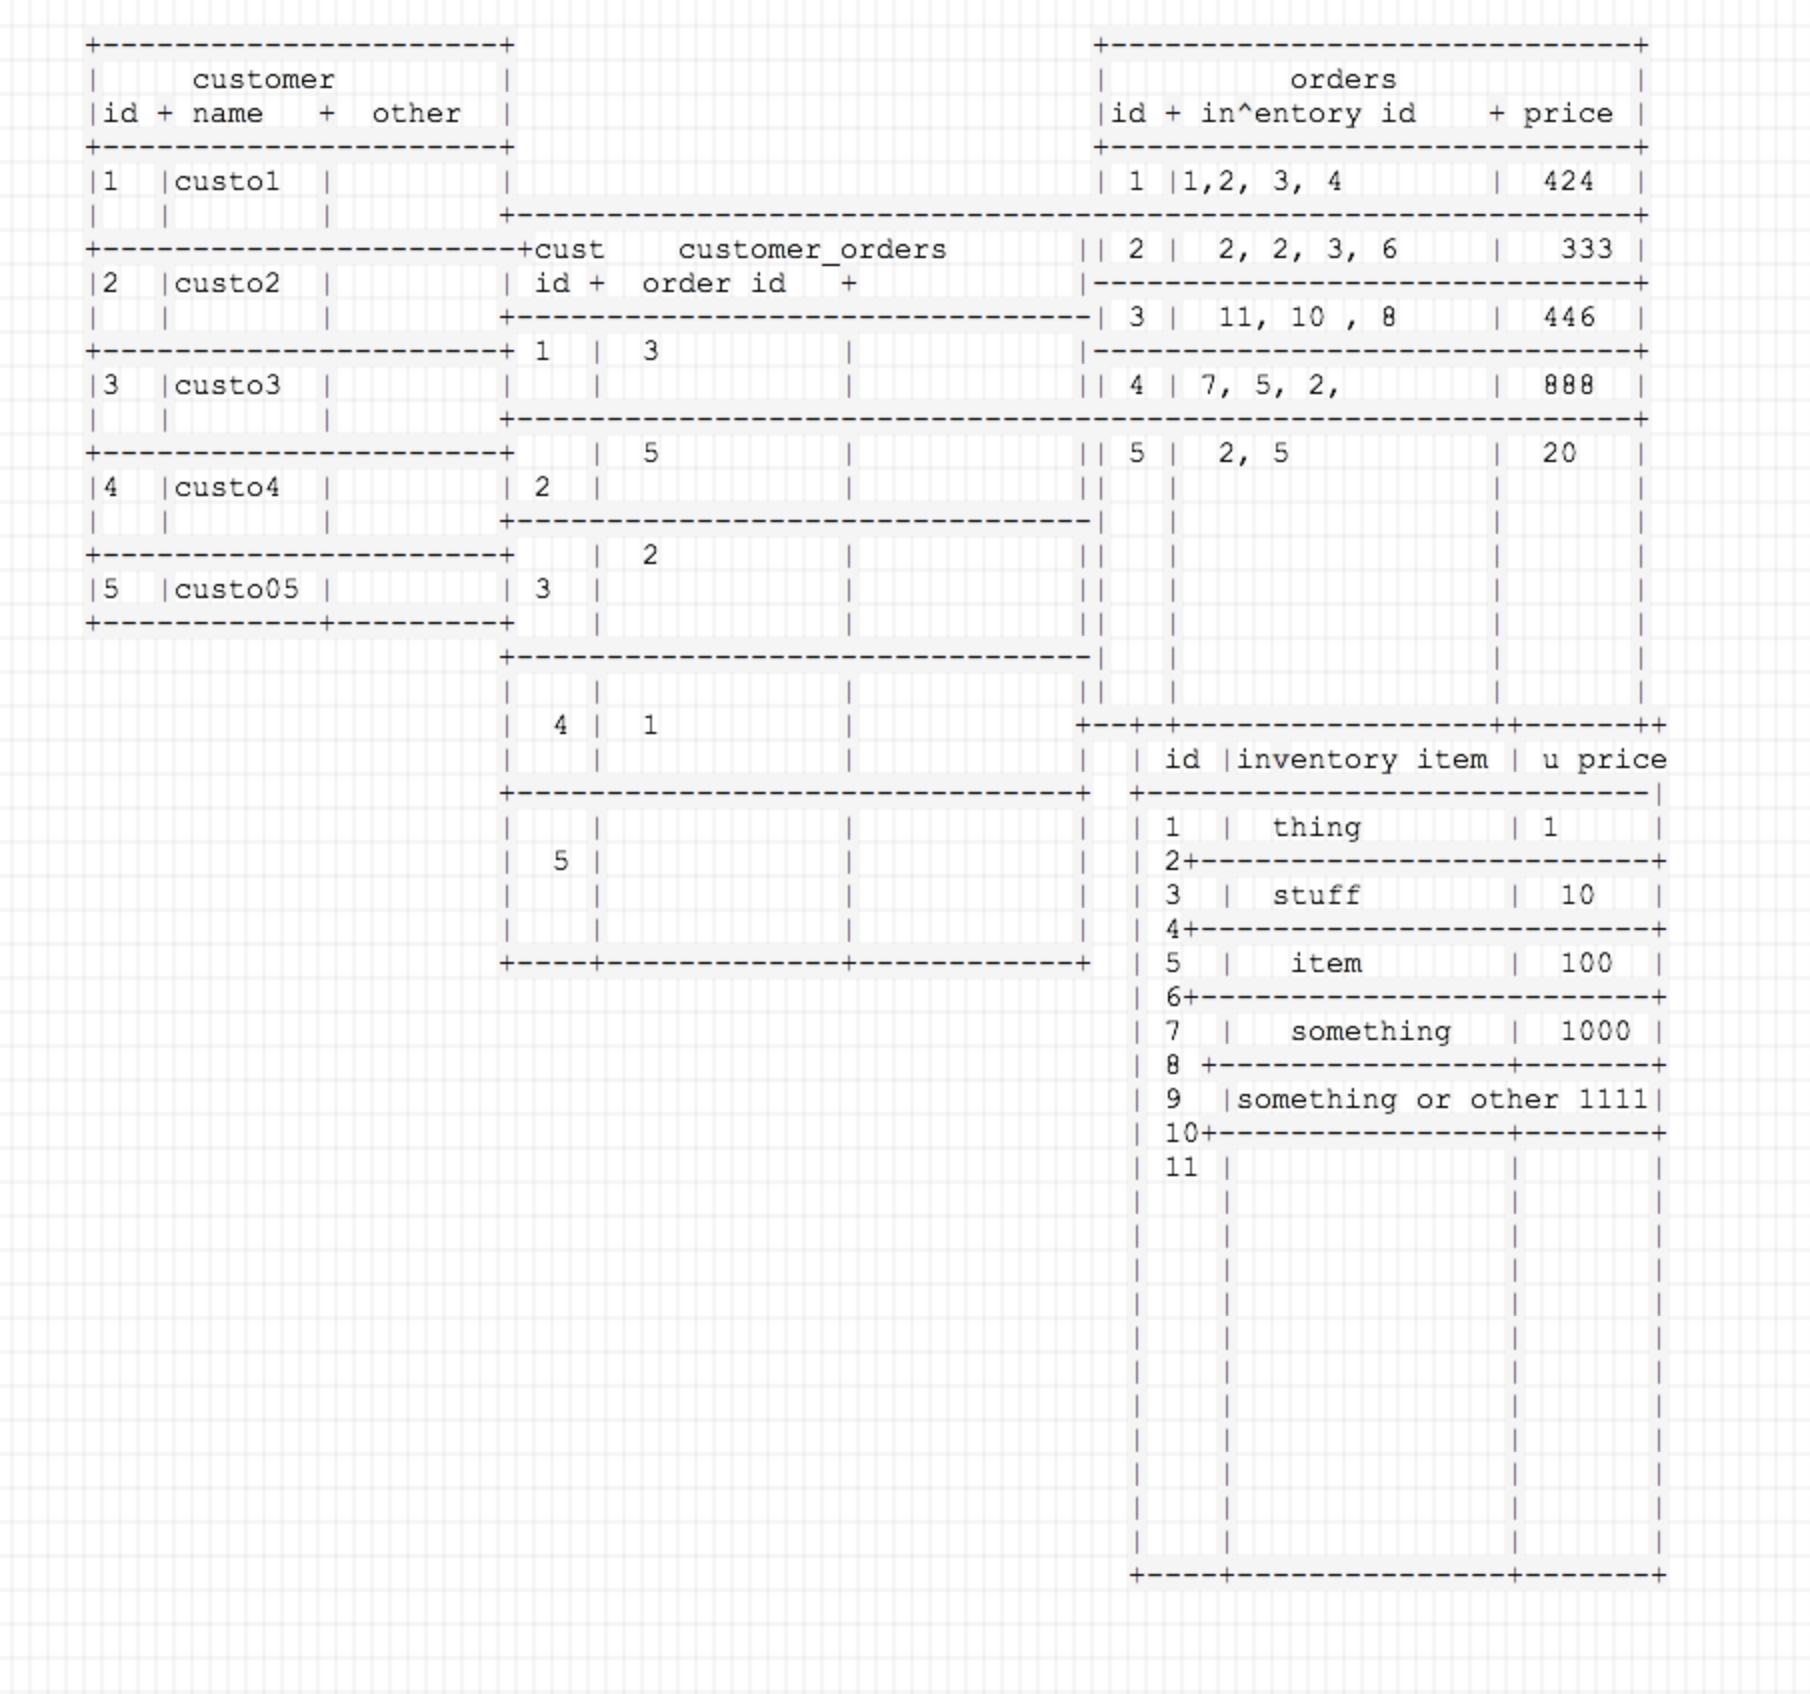 customer orders
id + name + other id + in^entory id + price
1 custo1 1 1,2, 3, 4 424
cust customer_orders 2 2, 2, 3, 6 333
2 custo2 id + order id +
3 11, 10 , 8 446
1 3
3 custo3 4 7, 5, 2, 888
5 5 2, 5 20
4 custo4 2
2
5 custo05 3
4 1
id inventory item u price
1 thing 1
5 2
3 stuff 10
4
5 item 100
6
7 something 1000
8
9 something or other 1111
10
11